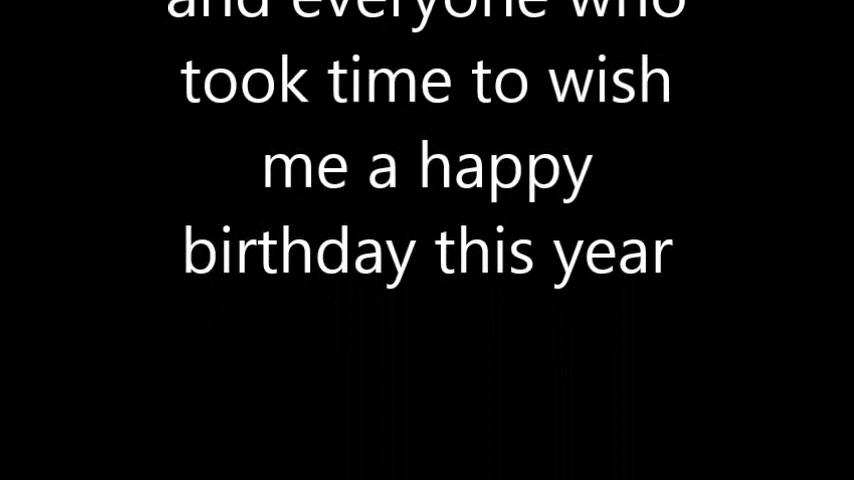 and everyone who
took time to wish
me a happy
birthday this year